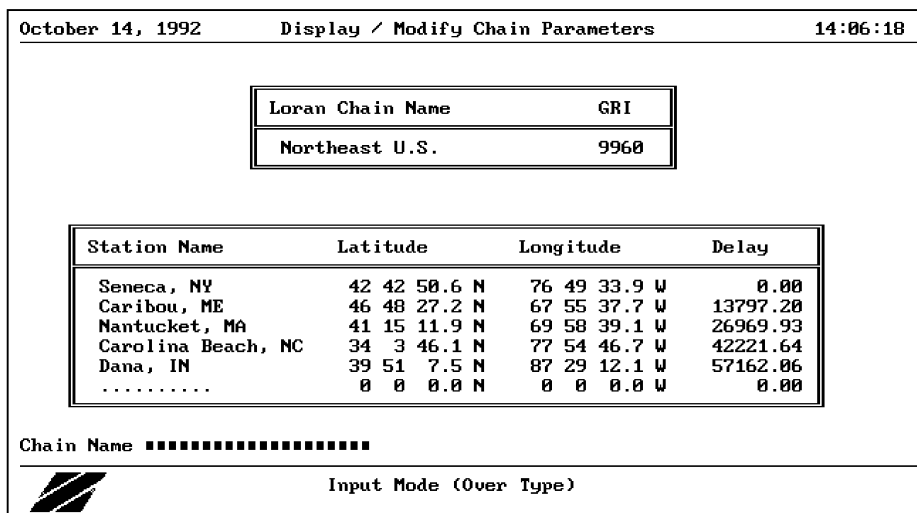 October 14, 1992 Display / Modify Chain Parameters 14:06:18
Loran Chain Name GRI
Northeast U.S. 9960
Station Name Latitude Longitude Delay
Seneca, NY 42 42 50.6 N 76 49 33.9 W 0.00
Caribou, ME 46 48 27.2 N 67 55 37.7 W 13797.20
Nantucket, MA 41 15 11.9 N 69 58 39.1 W 26969.93
Carolina Beach, NC 34 3 46.1 N 77 54 46.7 W 42221.64
Dana, IN 39 51 7.5 N 87 29 12.1 W 57162.06
.......... 0 0 0.0 N 0 0 0.0 W 0.00
Chain Name ■■■■■■■■■■■■■■■■■■■■
Input Mode (Over Type)